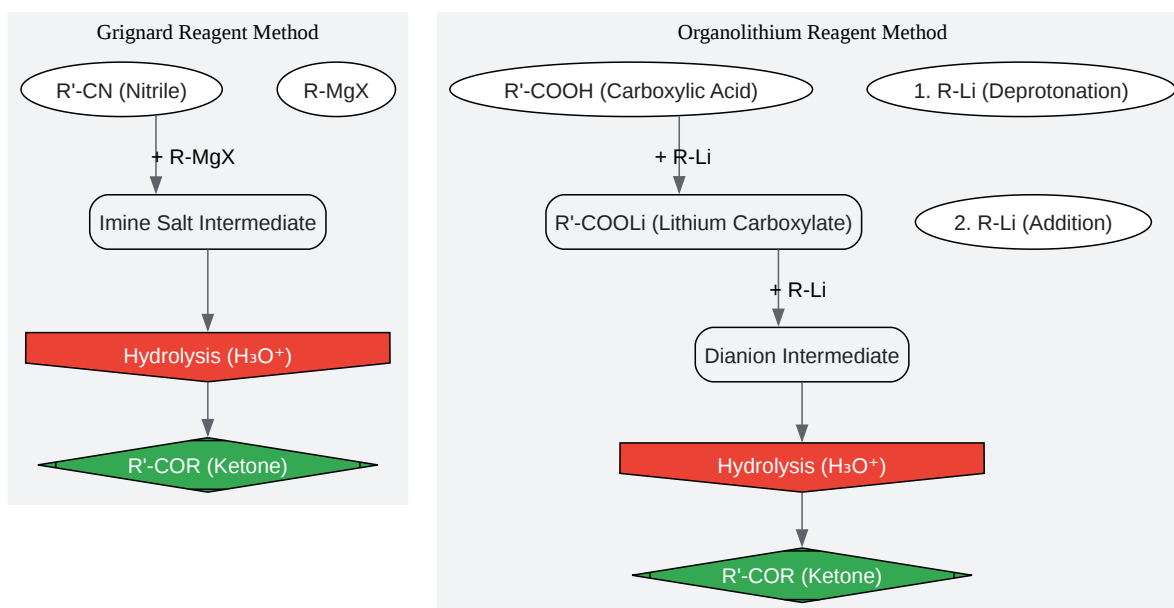 Grignard Reagent Method
R'-CN (Nitrile)
R-MgX
+ R-MgX
Imine Salt Intermediate
Hydrolysis (H₃O⁺)
R'-COR (Ketone)
Organolithium Reagent Method
R'-COOH (Carboxylic Acid)
1. R-Li (Deprotonation)
+ R-Li
R'-COOLi (Lithium Carboxylate)
2. R-Li (Addition)
+ R-Li
Dianion Intermediate
Hydrolysis (H₃O⁺)
R'-COR (Ketone)